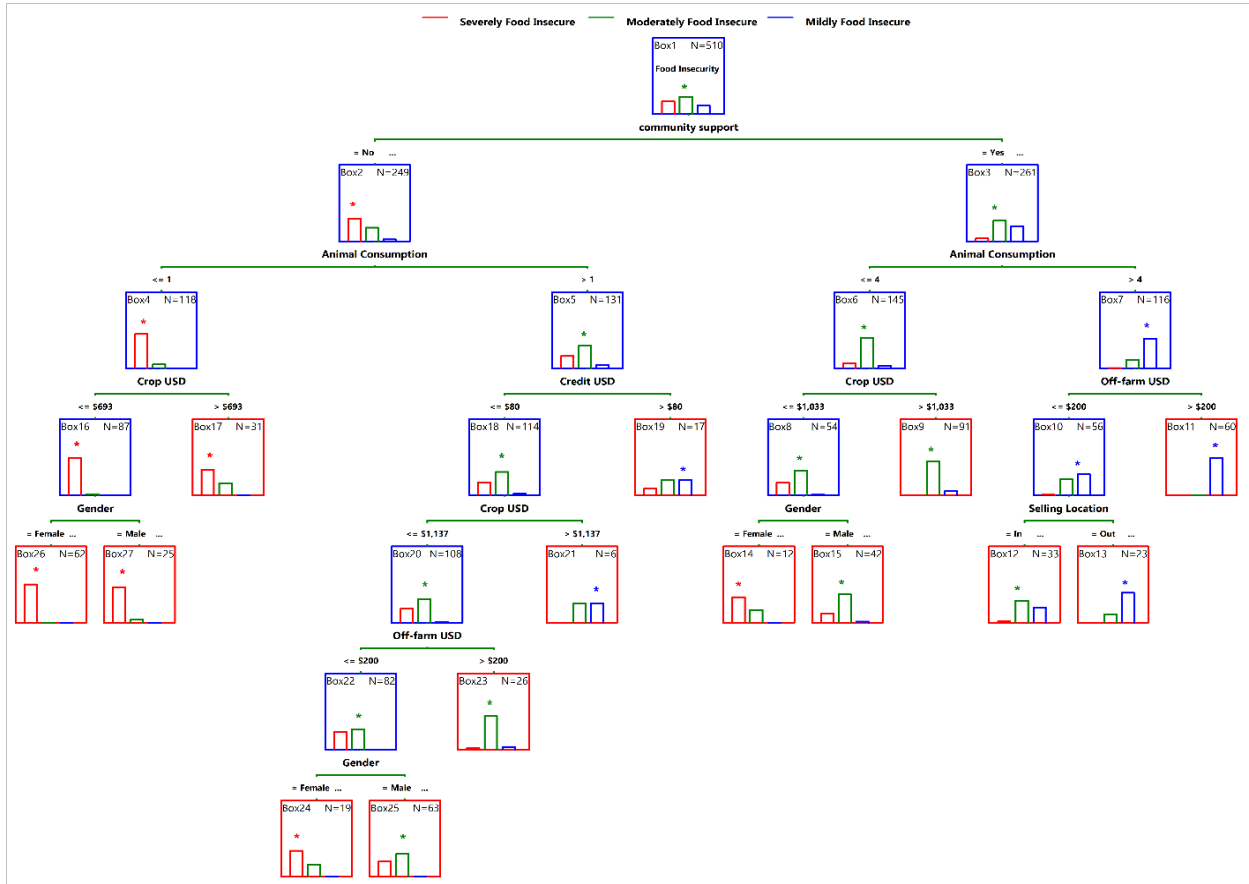 Severely Food Insecure Moderately Food Insecure Mildly Food Insecure
Box1 N=510
Food Insecurity
*
community support
= No ... = Yes ...
Box2 N=249 Box3 N=261
* *
Animal Consumption Animal Consumption
<= 1 > 1 <= 4 > 4
Box4 N=118 Box5 N=131 Box6 N=145 Box7 N=116
* * * *
Crop USD Credit USD Crop USD Off-farm USD
<= $693 > $693 <= $80 > $80 <= $1,033 > $1,033 <= $200 > $200
Box16 N=87 Box17 N=31 Box18 N=114 Box19 N=17 Box8 N=54 Box9 N=91 Box10 N=56 Box11 N=60
* * * * * * * *
Gender Crop USD Gender Selling Location
= Female ... = Male ... <= $1,137 > $1,137 = Female ... = Male ... = In ... = Out ...
Box26 N=62 Box27 N=25 Box20 N=108 Box21 N=6 Box14 N=12 Box15 N=42 Box12 N=33 Box13 N=23
* * * * * * * *
Off-farm USD
<= $200 > $200
Box22 N=82 Box23 N=26
* *
Gender
= Female ... = Male ...
Box24 N=19 Box25 N=63
* *